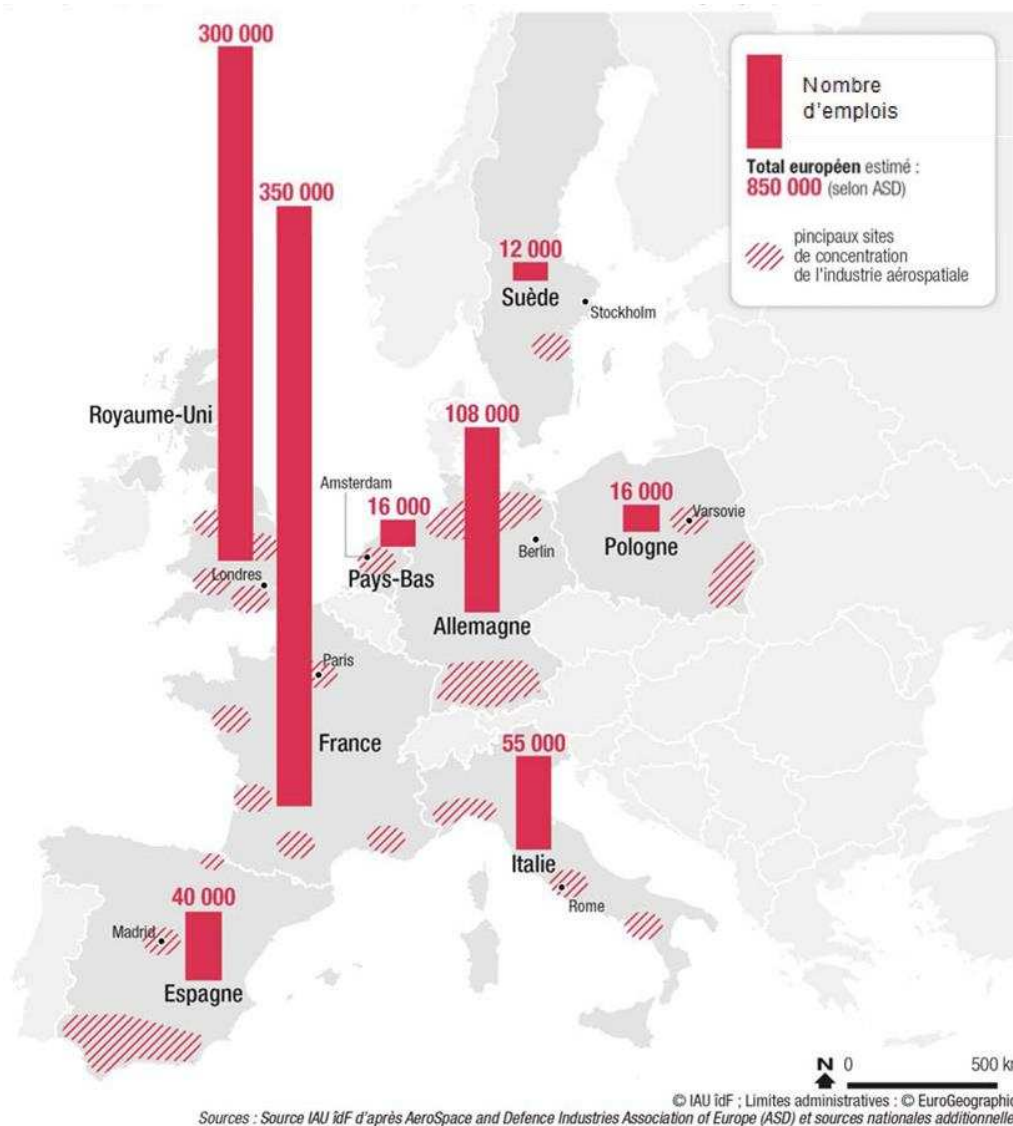 300 000
350 000
Nombre
d'emplois
Total européen estimé :
850 000 (selon ASD)
pincipaux sites
de concentration
de l'industrie aérospatiale
12 000
Suède
Stockholm
Royaume-Uni
108 000
Amsterdam
16 000
16 000
Varsovie
Berlin
Pologne
Londres
Pays-Bas
Allemagne
Paris
France
55 000
Italie
Rome
40 000
Madrid
Espagne
N 0 500 km
© IAU îdF ; Limites administratives : © EuroGeographic
Sources : Source IAU îdF d'après AeroSpace and Defence Industries Association of Europe (ASD) et sources nationales additionnelle